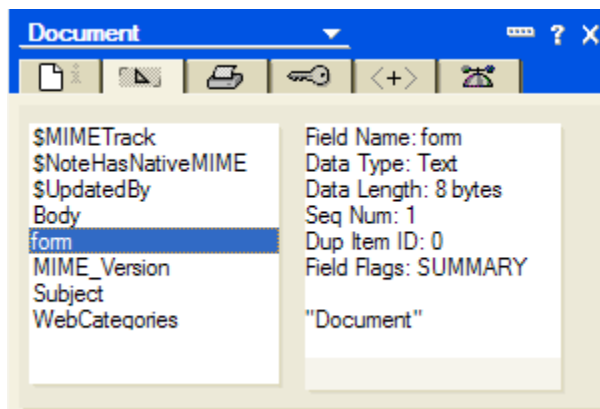 Document
? X
<+>
$MIMETrack
$NoteHasNativeMIME
$UpdatedBy
Body
form
MIME_Version
Subject
WebCategories
Field Name: form
Data Type: Text
Data Length: 8 bytes
Seq Num: 1
Dup Item ID: 0
Field Flags: SUMMARY
"Document"